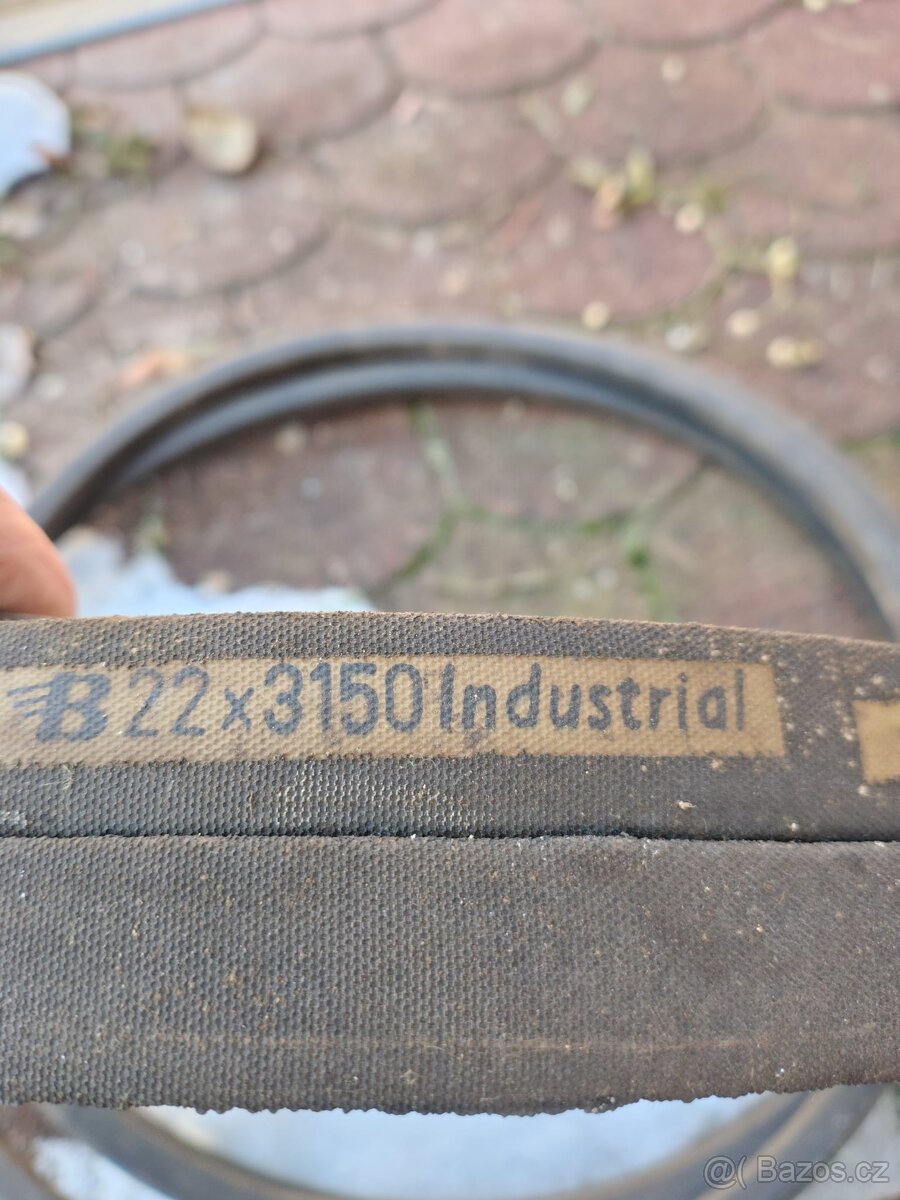 B 22x3150 Industrial
@( Bazos.cz